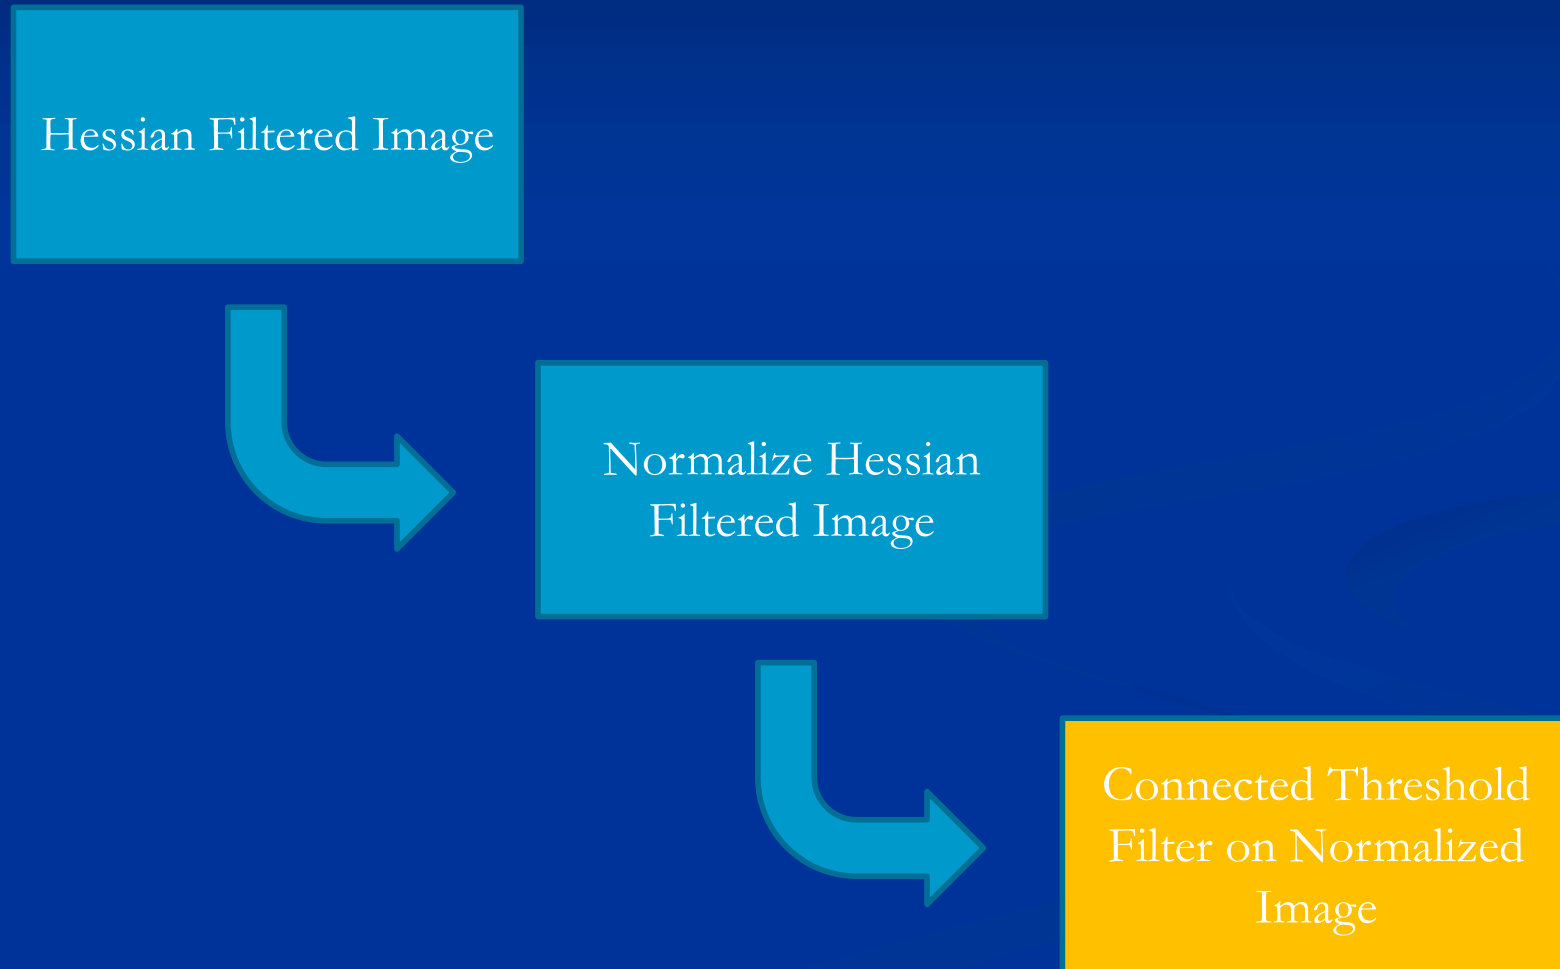 Hessian Filtered Image
Normalize Hessian
Filtered Image
Connected Threshold
Filter on Normalized
Image